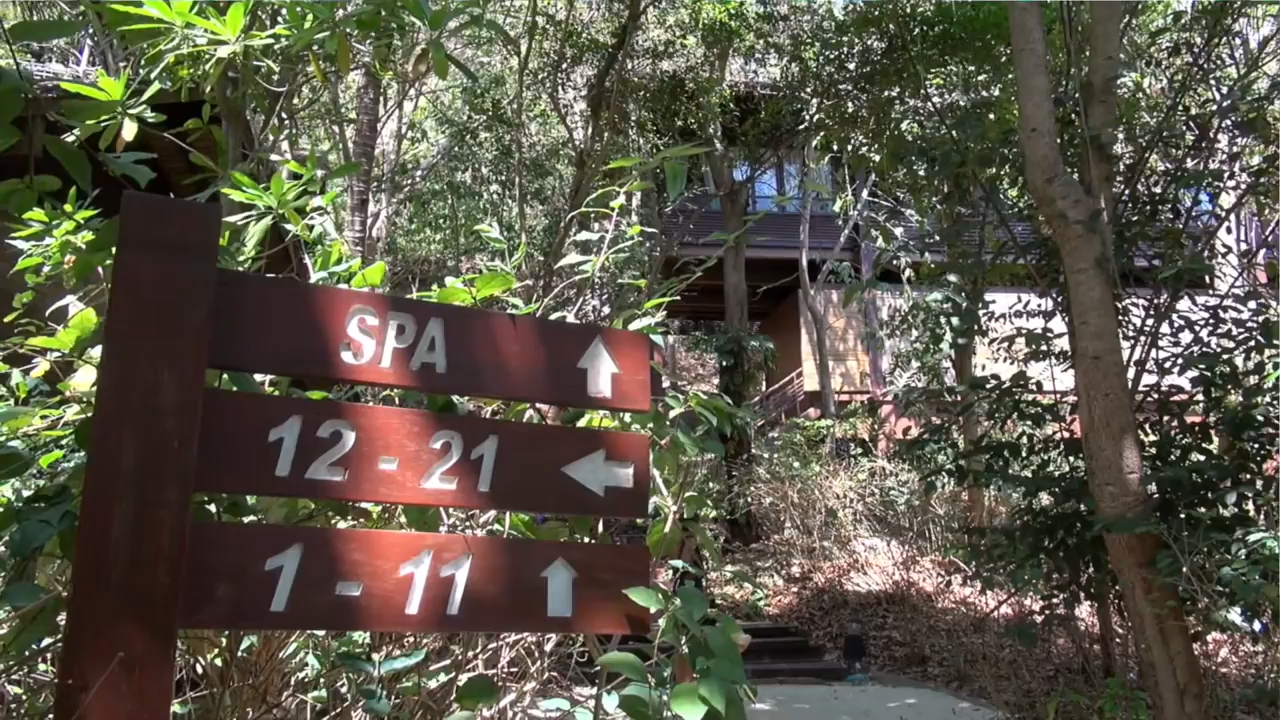 SPA ↑
12 - 21 ←
1 - 11 ↑